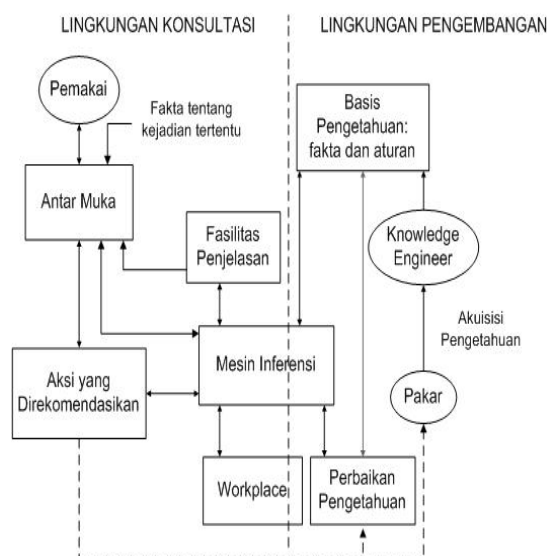 LINGKUNGAN KONSULTASI
LINGKUNGAN PENGEMBANGAN
Pemakai
Fakta tentang
kejadian tertentu
Basis
Pengetahuan:
fakta dan aturan
Antar Muka
Fasilitas
Penjelasan
Knowledge
Engineer
Akuisisi
Pengetahuan
Mesin Inferensi
Aksi yang
Direkomendasikan
Pakar
Workplace
Perbaikan
Pengetahuan